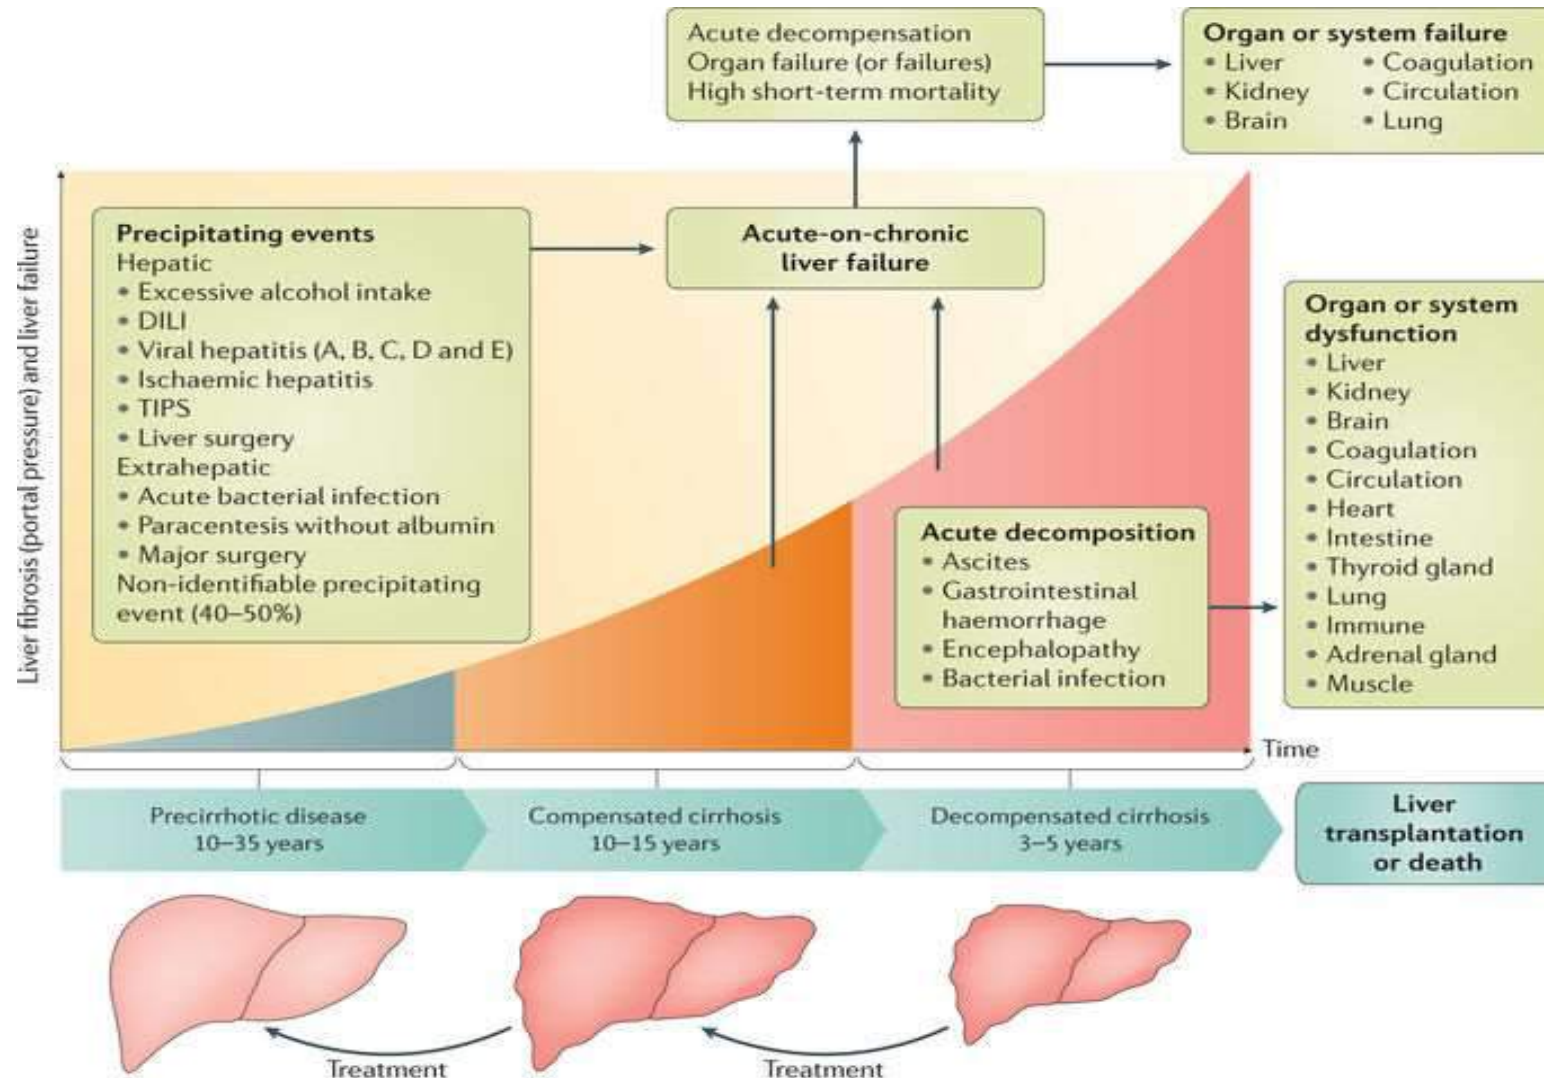 Acute decompensation
Organ failure (or failures)
High short-term mortality
Organ or system failure
• Liver
• Kidney
• Brain
• Coagulation
• Circulation
• Lung
Liver fibrosis (portal pressure) and liver failure
Precipitating events
Hepatic
• Excessive alcohol intake
• DILI
• Viral hepatitis (A, B, C, D and E)
• Ischaemic hepatitis
• TIPS
• Liver surgery
Extrahepatic
• Acute bacterial infection
• Paracentesis without albumin
• Major surgery
Non-identifiable precipitating
event (40–50%)
Acute-on-chronic
liver failure
Acute decomposition
• Ascites
• Gastrointestinal
haemorrhage
• Encephalopathy
• Bacterial infection
Organ or system
dysfunction
• Liver
• Kidney
• Brain
• Coagulation
• Circulation
• Heart
• Intestine
• Thyroid gland
• Lung
• Immune
• Adrenal gland
• Muscle
Time
Precirrhotic disease
10–35 years
Compensated cirrhosis
10–15 years
Decompensated cirrhosis
3–5 years
Liver
transplantation
or death
Treatment
Treatment